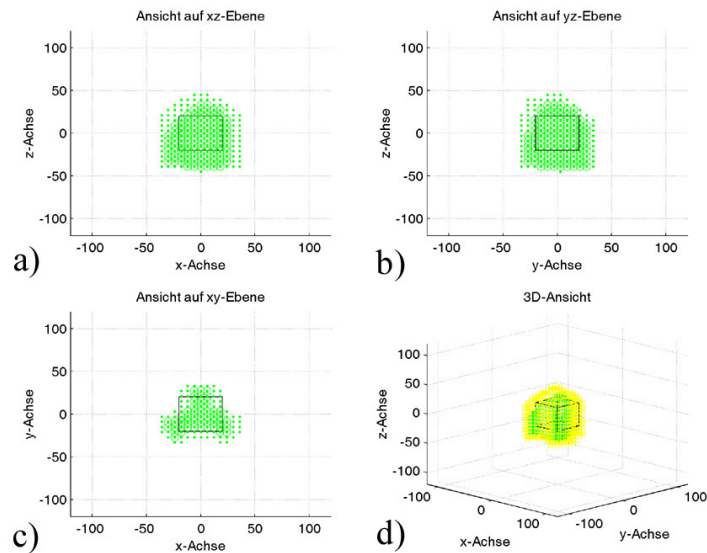 Ansicht auf xz-Ebene
100
50
0
-50
-100
z-Achse
-100 -50 0 50 100
x-Achse
a)
Ansicht auf yz-Ebene
100
50
0
-50
-100
z-Achse
-100 -50 0 50 100
y-Achse
b)
Ansicht auf xy-Ebene
100
50
0
-50
-100
y-Achse
-100 -50 0 50 100
x-Achse
c)
3D-Ansicht
100
50
0
-50
-100
z-Achse
-100 0 100
x-Achse
-100 0 100
y-Achse
d)